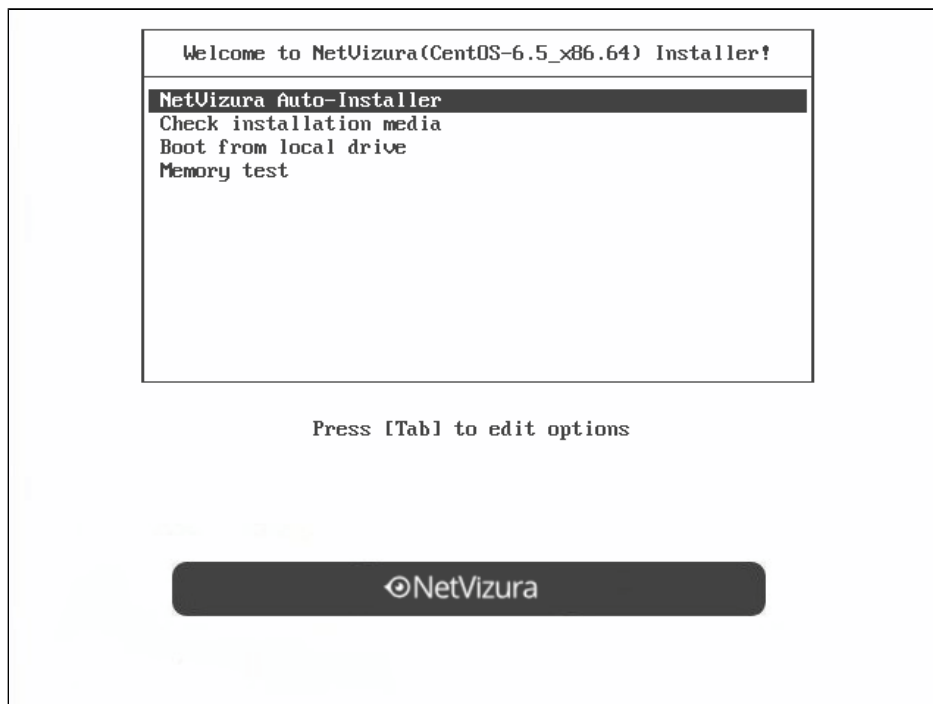 Welcome to NetVizura(CentOS-6.5_x86.64) Installer!
NetVizura Auto-Installer
Check installation media
Boot from local drive
Memory test
Press [Tab] to edit options
NetVizura